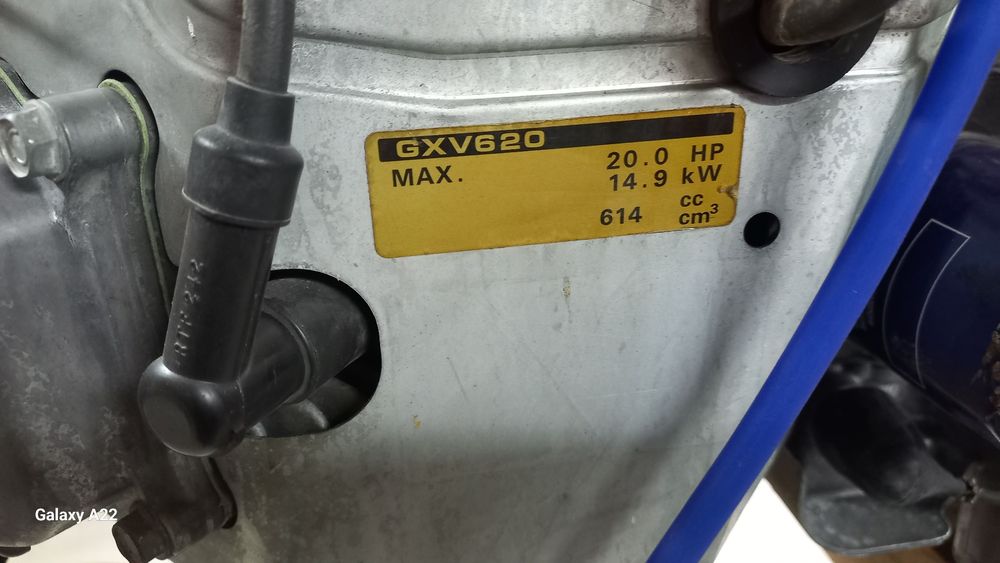 GXV620
MAX. 20.0 HP
14.9 kW
614 cc
cm³
Galaxy A22